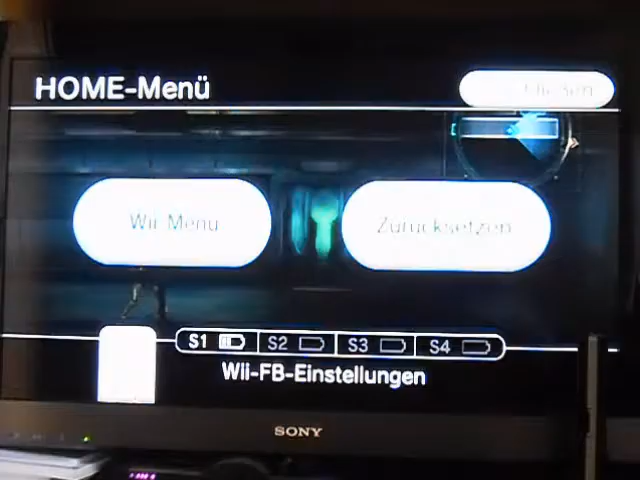 HOME-Menü
Wii-Menü Zurücksetzen
S1 S2 S3 S4
Wii-FB-Einstellungen
SONY